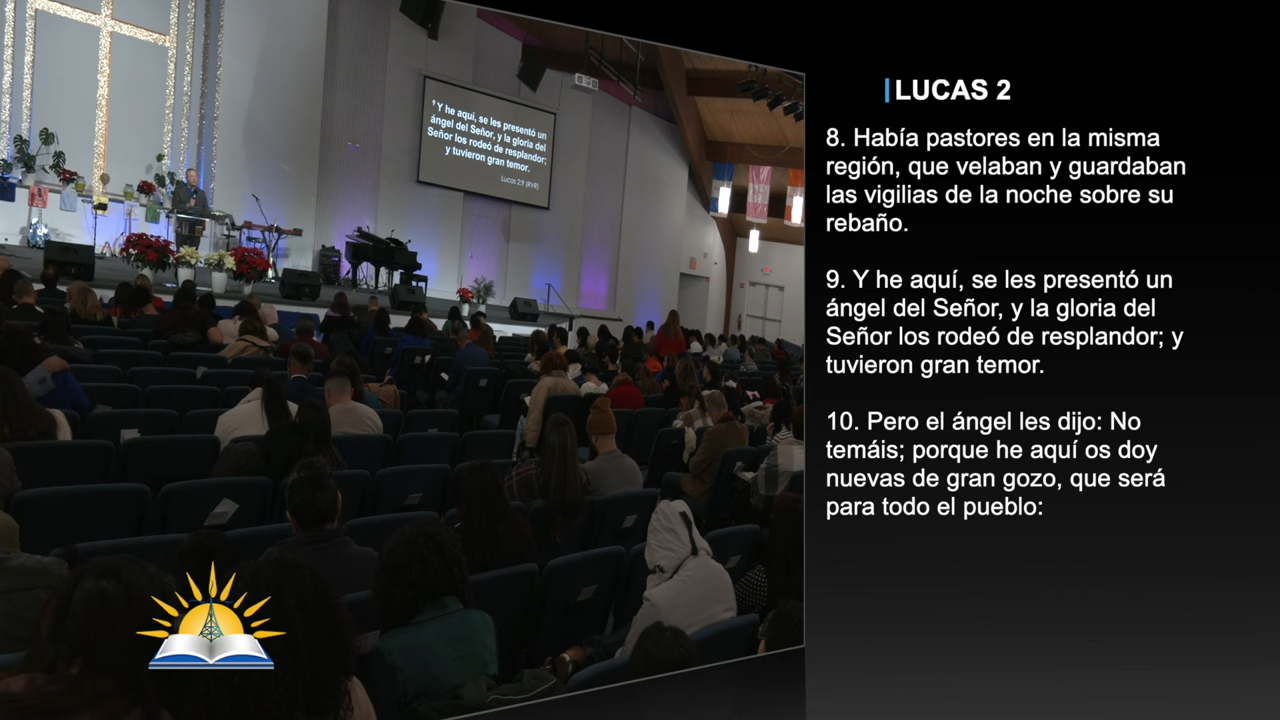 ⁹Y he aquí, se les presentó un
ángel del Señor, y la gloria del
Señor los rodeó de resplandor;
y tuvieron gran temor.
Lucas 2:9 (RVR)
LUCAS 2
8. Había pastores en la misma
región, que velaban y guardaban
las vigilias de la noche sobre su
rebaño.
9. Y he aquí, se les presentó un
ángel del Señor, y la gloria del
Señor los rodeó de resplandor; y
tuvieron gran temor.
10. Pero el ángel les dijo: No
temáis; porque he aquí os doy
nuevas de gran gozo, que será
para todo el pueblo: